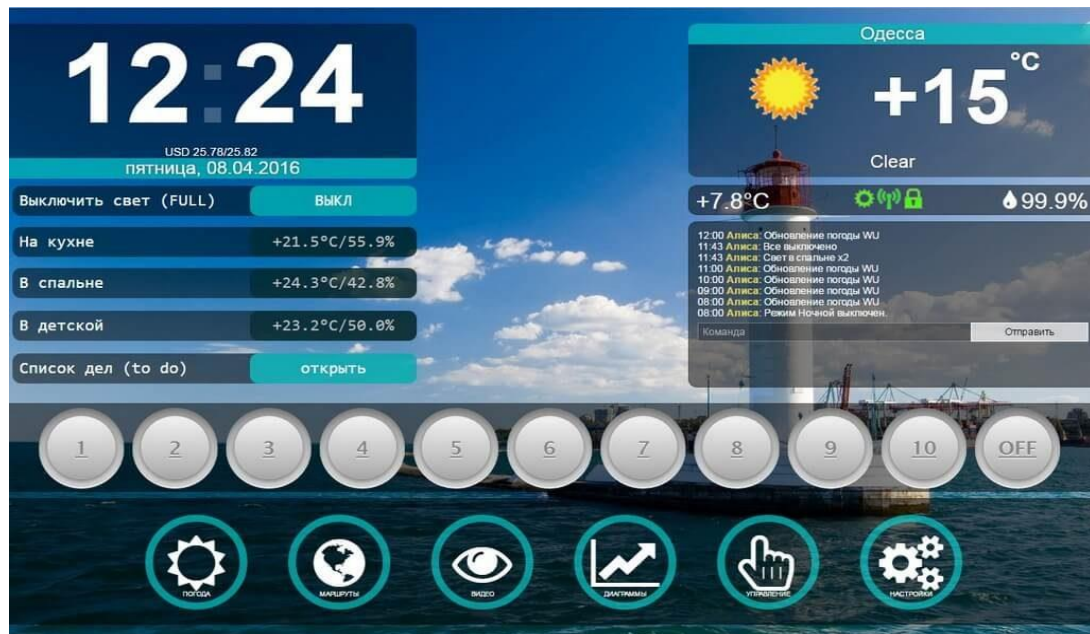 12:24
USD 25.78/25.82
пятница, 08.04.2016
Выключить свет (FULL) ВЫКЛ
На кухне +21.5°C/55.9%
В спальне +24.3°C/42.8%
В детской +23.2°C/50.0%
Список дел (to do) открыть
Одесса
+15 °C
Clear
+7.8°C 99.9%
12:00 Алиса: Обновление погоды WU
11:43 Алиса: Все выключено
11:43 Алиса: Свет в спальне x2
11:00 Алиса: Обновление погоды WU
10:00 Алиса: Обновление погоды WU
09:00 Алиса: Обновление погоды WU
08:00 Алиса: Обновление погоды WU
08:00 Алиса: Режим Ночной выключен.
Команда Отправить
1 2 3 4 5 6 7 8 9 10 OFF
ПОГОДА МАРШРУТЫ ВИДЕО ДИАГРАММЫ УПРАВЛЕНИЕ НАСТРОЙКИ